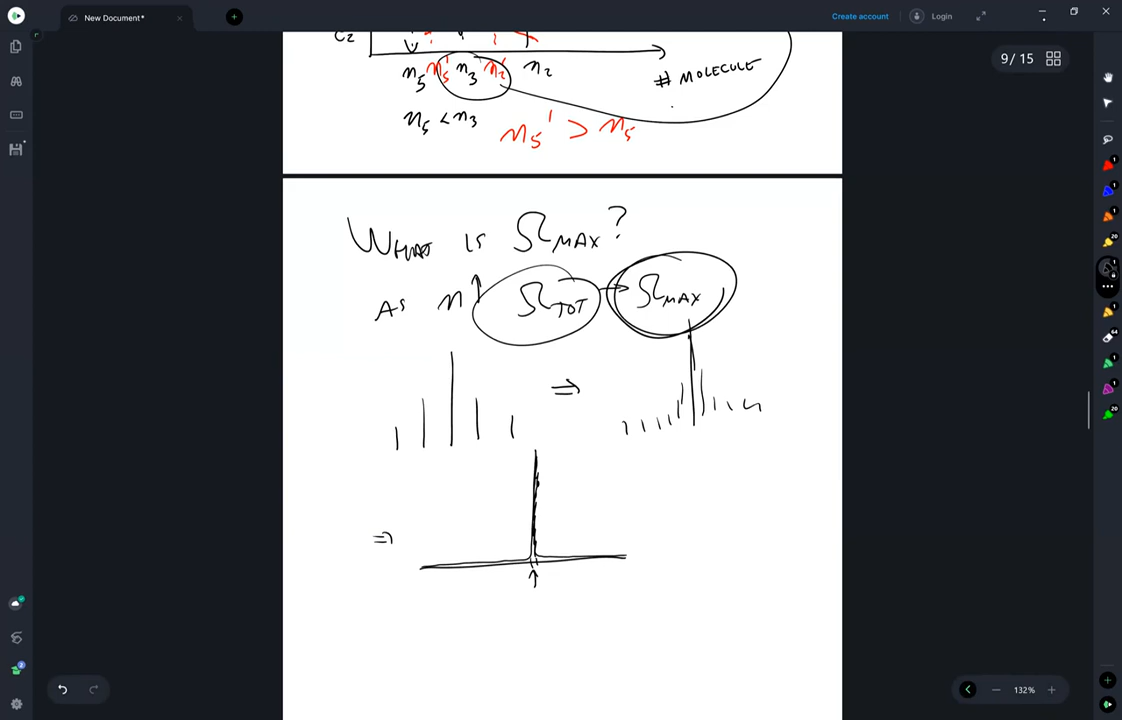 New Document*
Create account
Login
9 / 15
C2
n5 n5' n3 n2' n2
# MOLECULE
n5 < n3
n5' > n5
WHAT IS ΩMAX?
AS n↑ ΩTOT → ΩMAX
⇒
⇒
132%